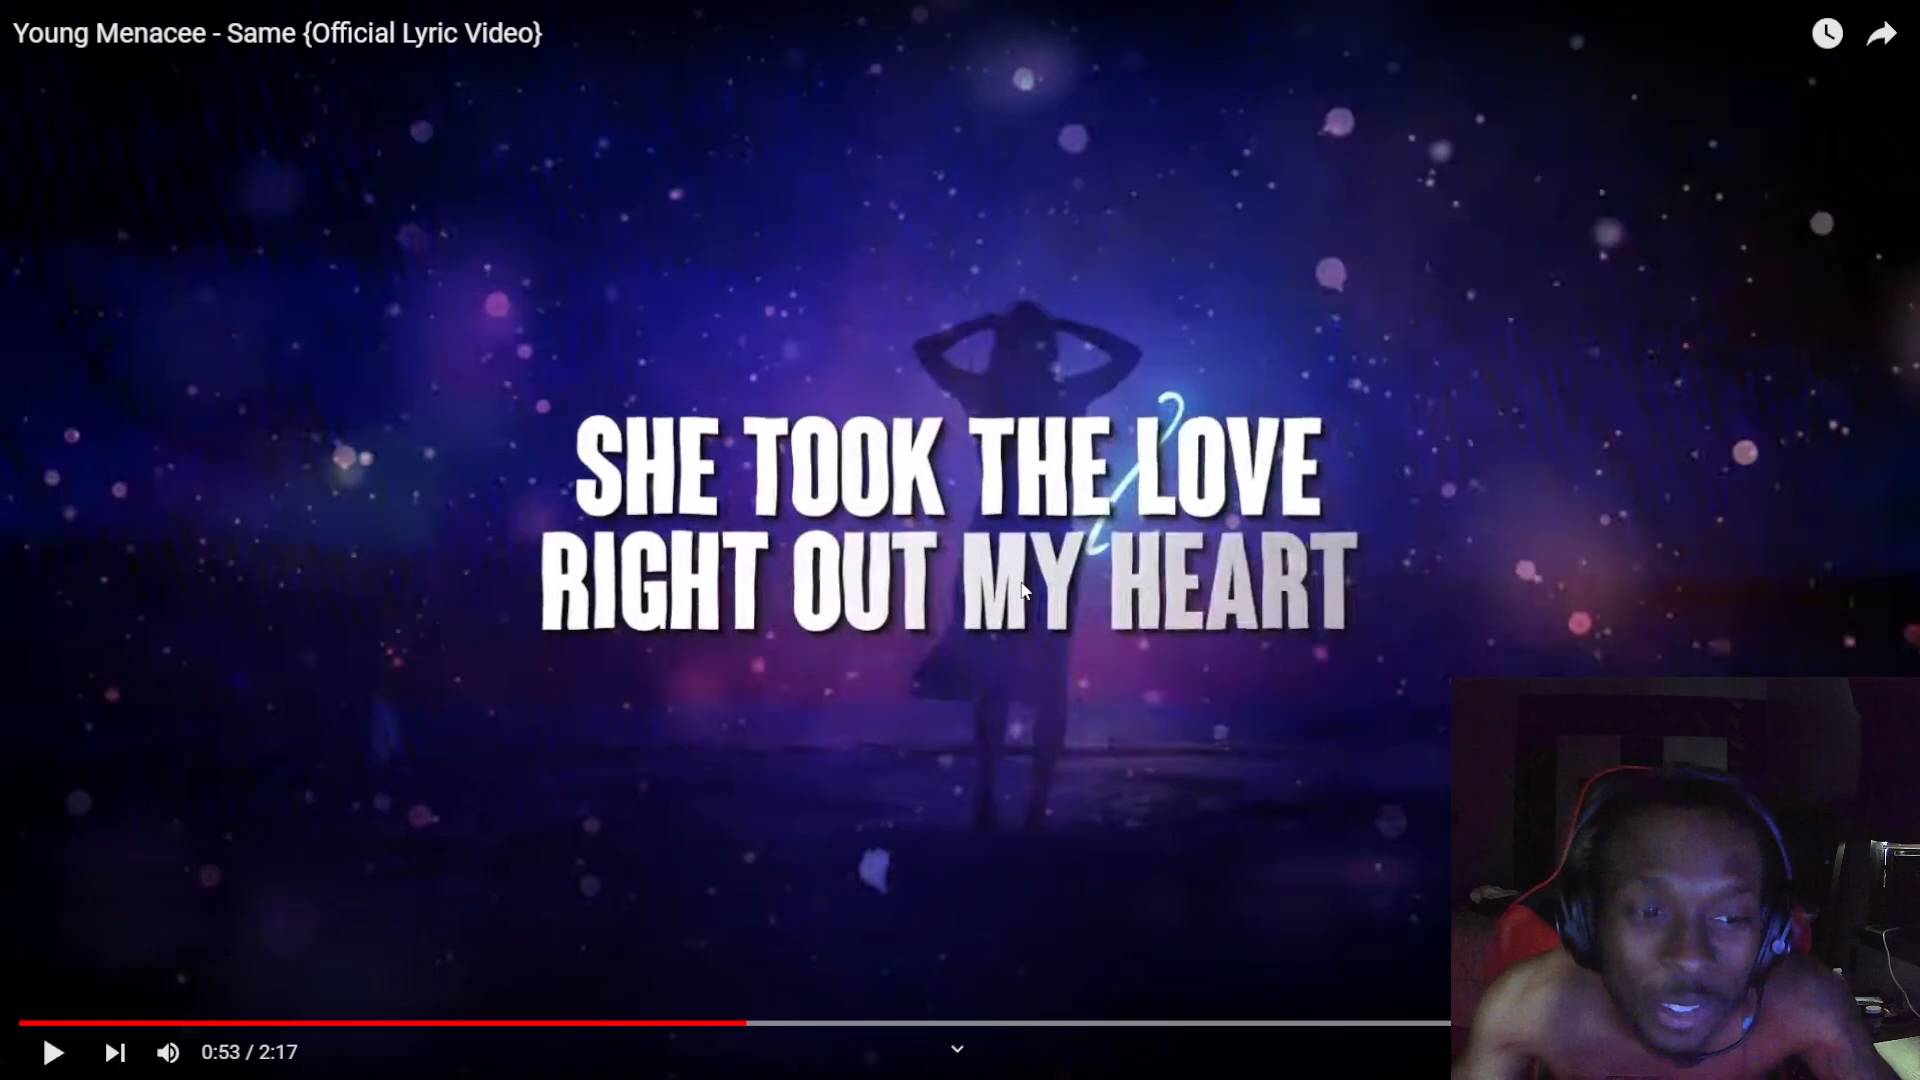 Young Menacee - Same {Official Lyric Video}
SHE TOOK THE LOVE
RIGHT OUT MY HEART
0:53 / 2:17